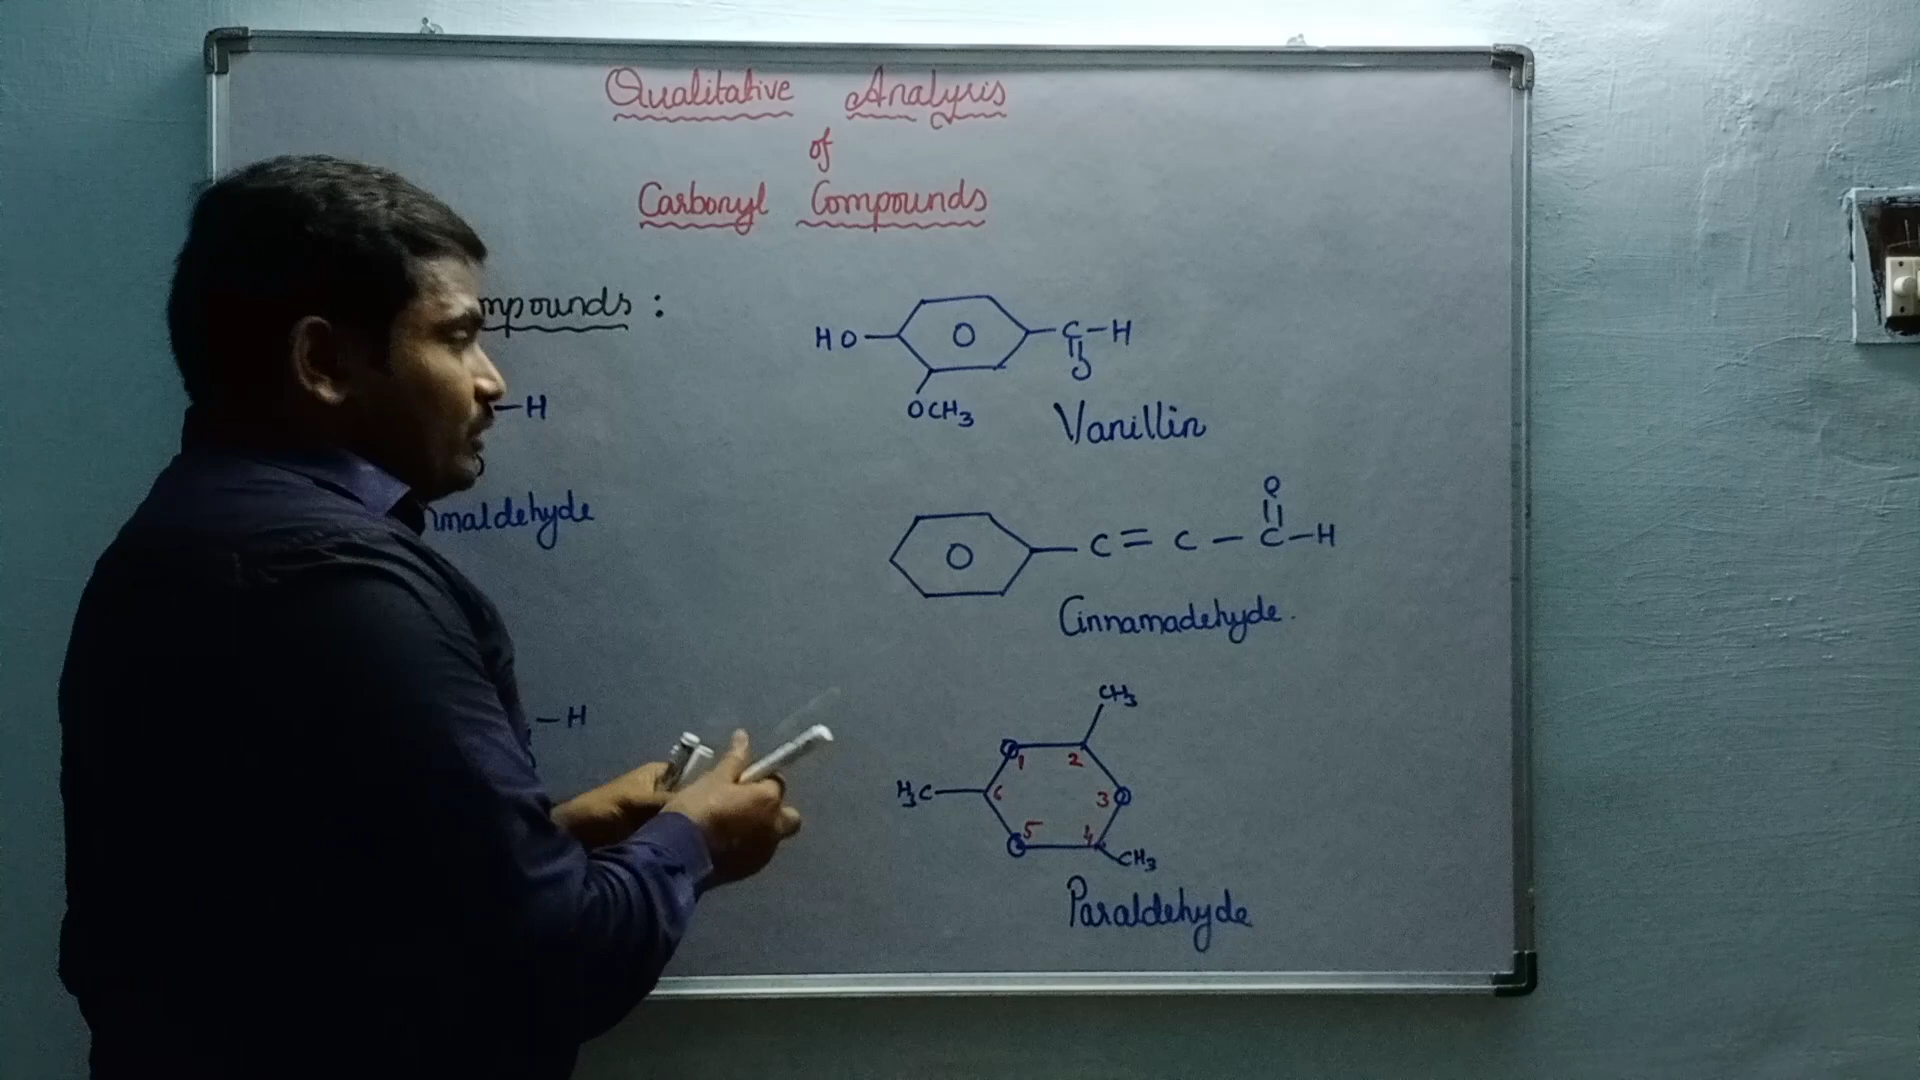 Qualitative Analysis
of
Carbonyl Compounds
mpounds :
HO O C-H
O
OCH3
Vanillin
-H
maldehyde
O
O C=C-C-H
Cinnamadehyde.
-H
CH3
1 2
H3C 6 3
5 4
CH3
Paraldehyde